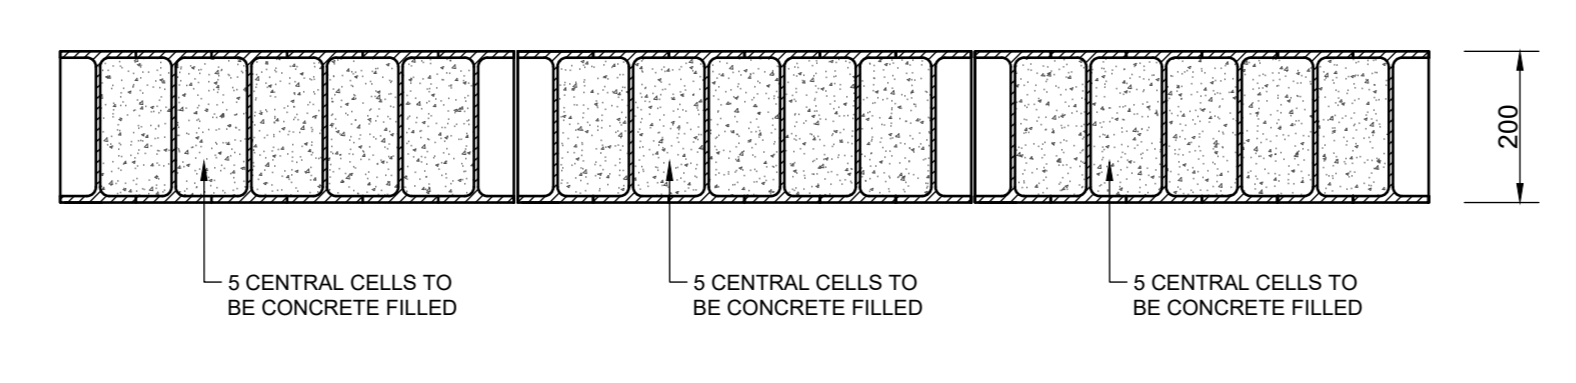 5 CENTRAL CELLS TO
BE CONCRETE FILLED
5 CENTRAL CELLS TO
BE CONCRETE FILLED
5 CENTRAL CELLS TO
BE CONCRETE FILLED
200